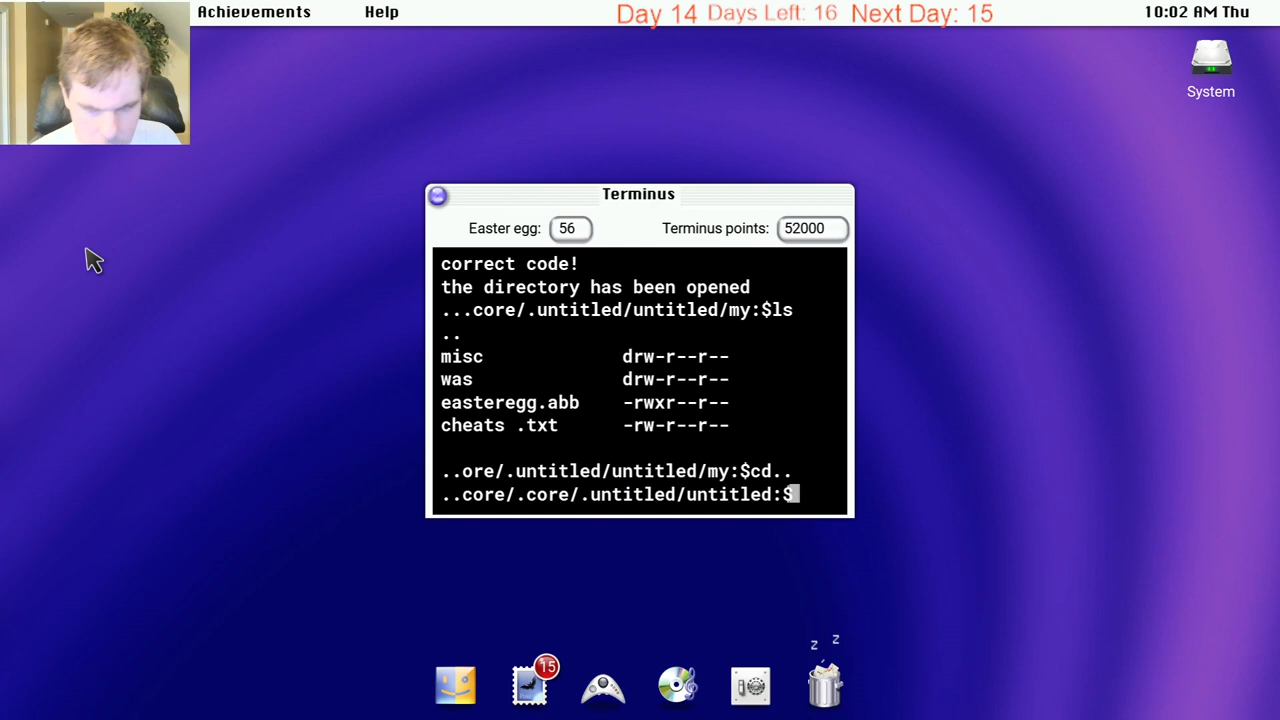 Achievements Help Day 14 Days Left: 16 Next Day: 15 10:02 AM Thu
System
Terminus
Easter egg: 56 Terminus points: 52000
correct code!
the directory has been opened
...core/.untitled/untitled/my:$ls
..
misc drw-r--r--
was drw-r--r--
easteregg.abb -rwxr--r--
cheats .txt -rw-r--r--
..ore/.untitled/untitled/my:$cd..
..core/.core/.untitled/untitled:$
z z
15